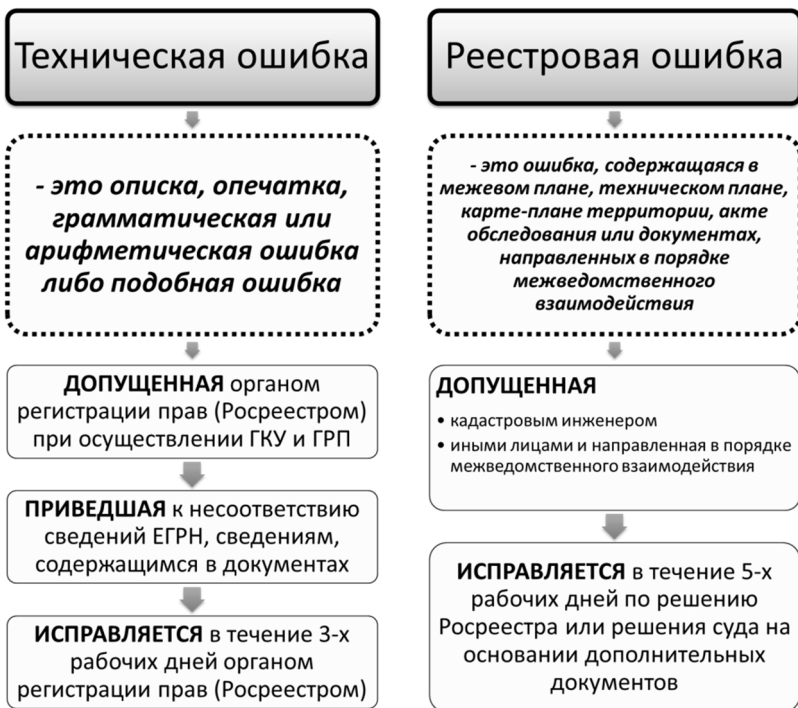 Техническая ошибка
- это описка, опечатка,
грамматическая или
арифметическая ошибка
либо подобная ошибка
ДОПУЩЕННАЯ органом
регистрации прав (Росреестром)
при осуществлении ГКУ и ГРП
ПРИВЕДШАЯ к несоответствию
сведений ЕГРН, сведениям,
содержащимся в документах
ИСПРАВЛЯЕТСЯ в течение 3-х
рабочих дней органом
регистрации прав (Росреестром)
Реестровая ошибка
- это ошибка, содержащаяся в
межевом плане, техническом плане,
карте-плане территории, акте
обследования или документах,
направленных в порядке
межведомственного
взаимодействия
ДОПУЩЕННАЯ
• кадастровым инженером
• иными лицами и направленная в порядке
межведомственного взаимодействия
ИСПРАВЛЯЕТСЯ в течение 5-х
рабочих дней по решению
Росреестра или решения суда на
основании дополнительных
документов